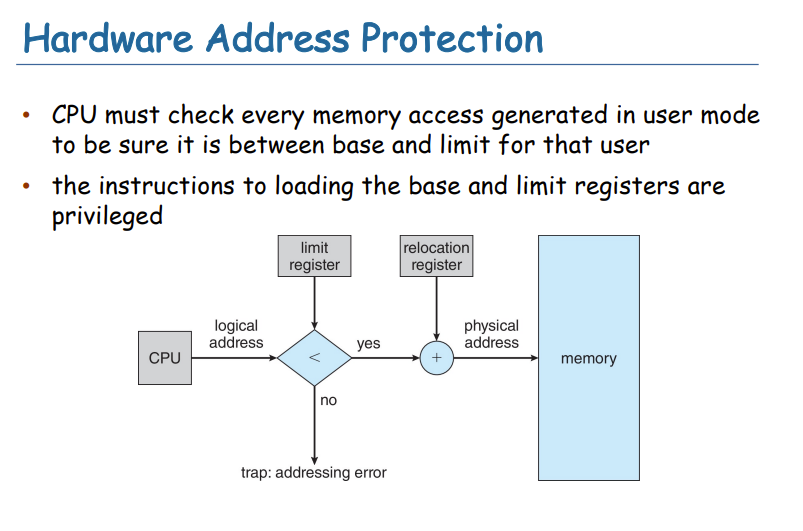 Hardware Address Protection
• CPU must check every memory access generated in user mode
to be sure it is between base and limit for that user
• the instructions to loading the base and limit registers are
privileged
limit
register
relocation
register
logical
address
physical
address
CPU
<
yes
+
memory
no
trap: addressing error